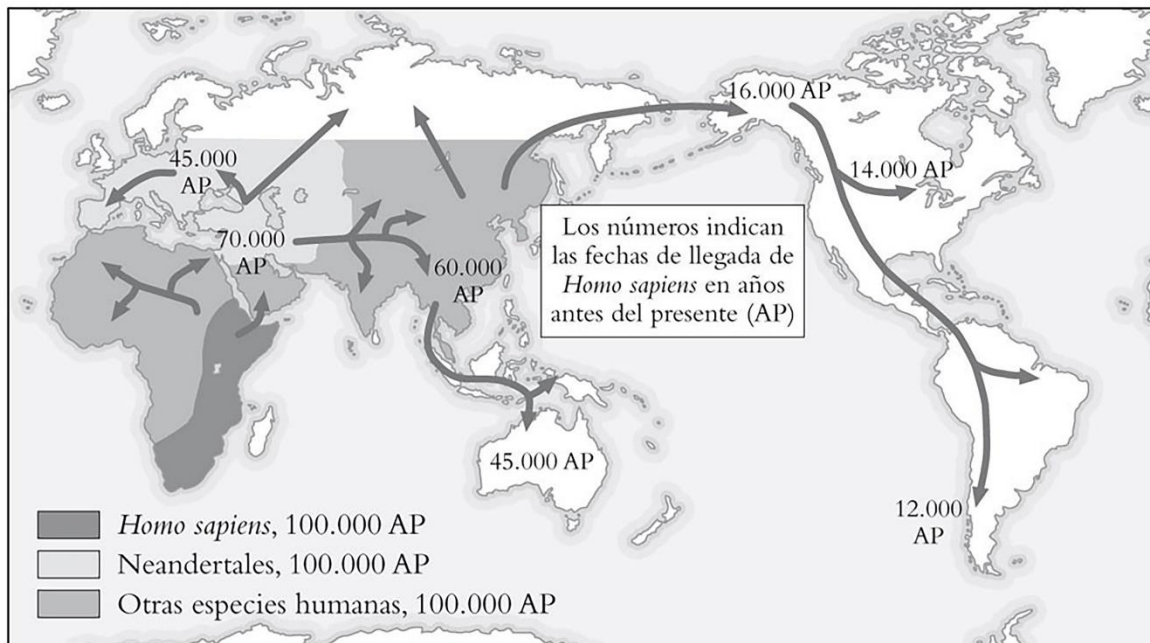 16.000 AP
45.000
AP
14.000 AP
70.000
AP
60.000
AP
Los números indican
las fechas de llegada de
Homo sapiens en años
antes del presente (AP)
45.000 AP
12.000
AP
Homo sapiens, 100.000 AP
Neandertales, 100.000 AP
Otras especies humanas, 100.000 AP